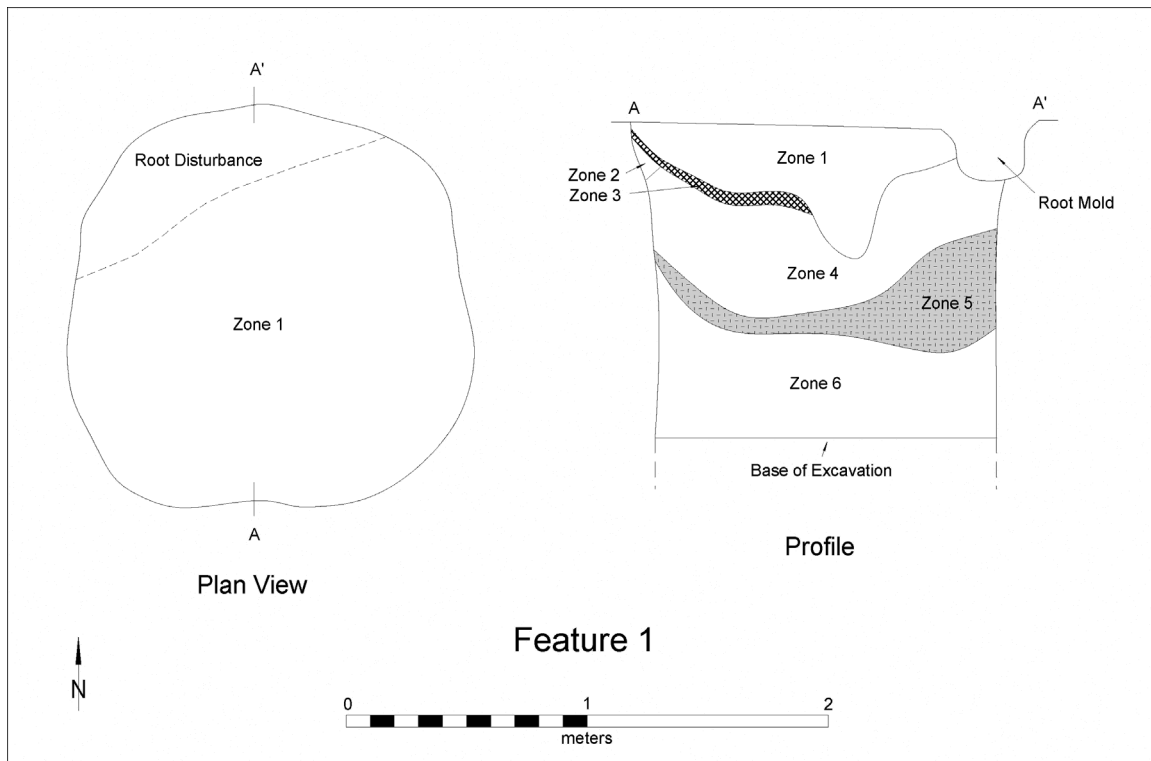 A'
Root Disturbance
Zone 1
A
Plan View
A
A'
Zone 1
Zone 2
Zone 3
Root Mold
Zone 4
Zone 5
Zone 6
Base of Excavation
Profile
Feature 1
N
0 1 2
meters